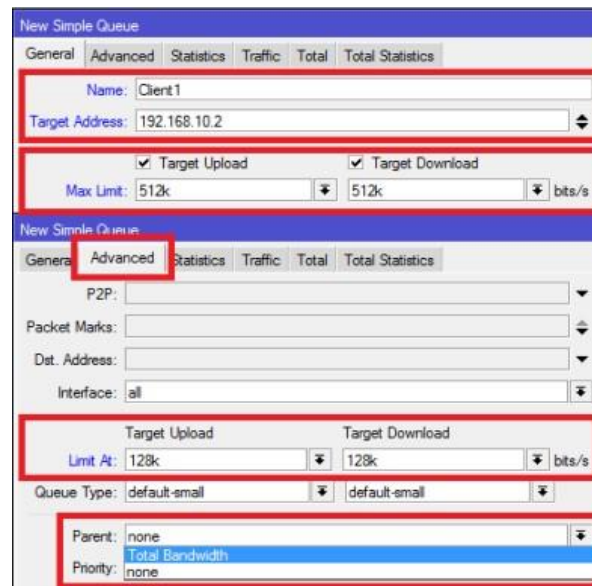 New Simple Queue
General Advanced Statistics Traffic Total Total Statistics
Name: Client1
Target Address: 192.168.10.2
Target Upload Target Download
Max Limit: 512k 512k bits/s
New Simple Queue
General Advanced Statistics Traffic Total Total Statistics
P2P:
Packet Marks:
Dst. Address:
Interface: all
Target Upload Target Download
Limit At: 128k 128k bits/s
Queue Type: default-small default-small
Parent: none
Total Bandwidth
Priority: none